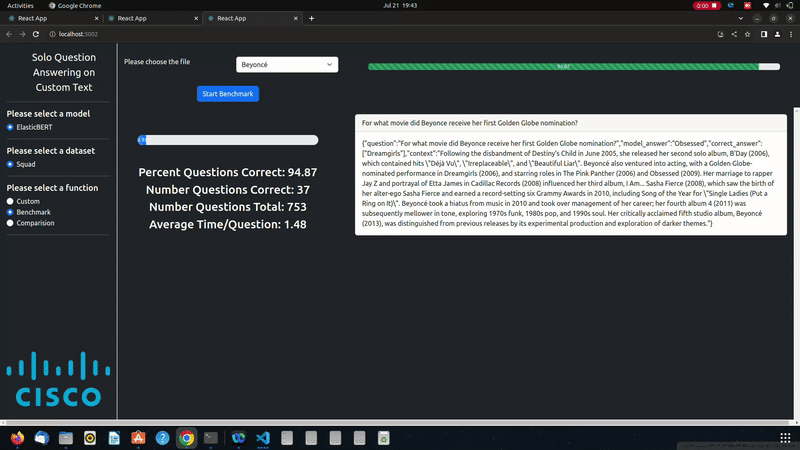 Activities
Google Chrome
Jul 21 19:43
0:00
React App
React App
React App
localhost:3002
Solo Question
Answering on
Custom Text
Please select a model
ElasticBERT
Please select a dataset
Squad
Please select a function
Custom
Benchmark
Comparision
CISCO
Please choose the file
Beyoncé
Start Benchmark
Percent Questions Correct: 94.87
Number Questions Correct: 37
Number Questions Total: 753
Average Time/Question: 1.48
94.87
For what movie did Beyonce receive her first Golden Globe nomination?
{"question":"For what movie did Beyonce receive her first Golden Globe nomination?","model_answer":"Obsessed","correct_answer":
["Dreamgirls"],"context":"Following the disbandment of Destiny's Child in June 2005, she released her second solo album, B'Day (2006),
which contained hits \"Déjà Vu\", \"Irreplaceable\", and \"Beautiful Liar\". Beyoncé also ventured into acting, with a Golden Globe-
nominated performance in Dreamgirls (2006), and starring roles in The Pink Panther (2006) and Obsessed (2009). Her marriage to rapper
Jay Z and portrayal of Etta James in Cadillac Records (2008) influenced her third album, I Am... Sasha Fierce (2008), which saw the birth of
her alter-ego Sasha Fierce and earned a record-setting six Grammy Awards in 2010, including Song of the Year for \"Single Ladies (Put a
Ring on It)\". Beyoncé took a hiatus from music in 2010 and took over management of her career; her fourth album 4 (2011) was
subsequently mellower in tone, exploring 1970s funk, 1980s pop, and 1990s soul. Her critically acclaimed fifth studio album, Beyoncé
(2013), was distinguished from previous releases by its experimental production and exploration of darker themes."}